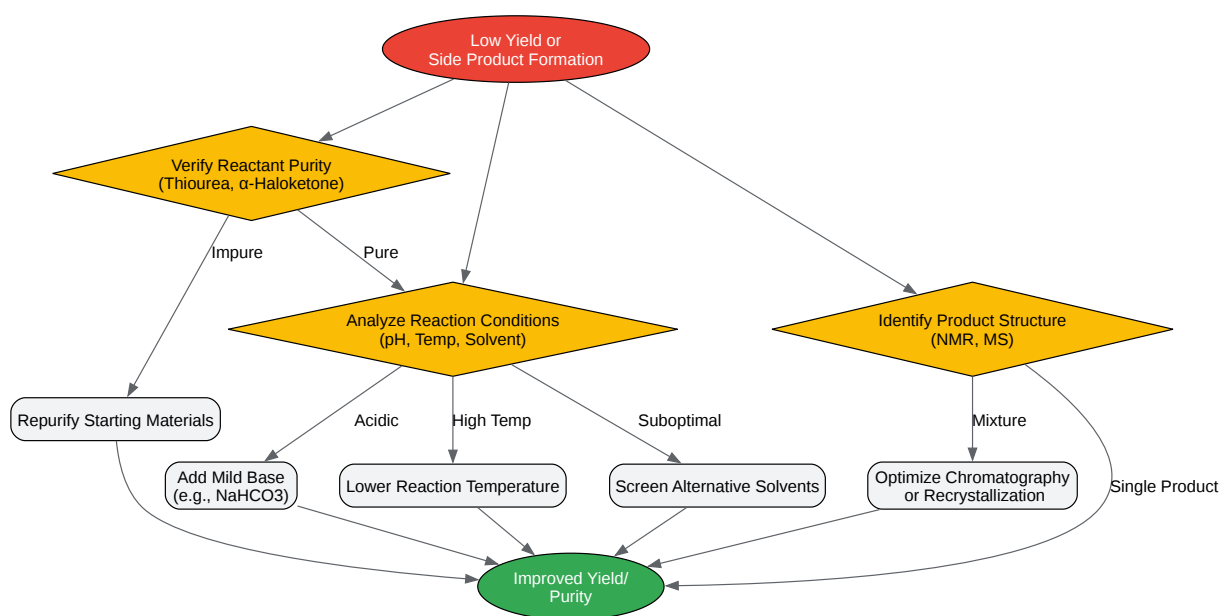 Low Yield or
Side Product Formation
Verify Reactant Purity
(Thiourea, α-Haloketone)
Impure
Pure
Analyze Reaction Conditions
(pH, Temp, Solvent)
Identify Product Structure
(NMR, MS)
Repurify Starting Materials
Acidic
High Temp
Suboptimal
Mixture
Add Mild Base
(e.g., NaHCO3)
Lower Reaction Temperature
Screen Alternative Solvents
Optimize Chromatography
or Recrystallization
Single Product
Improved Yield/
Purity